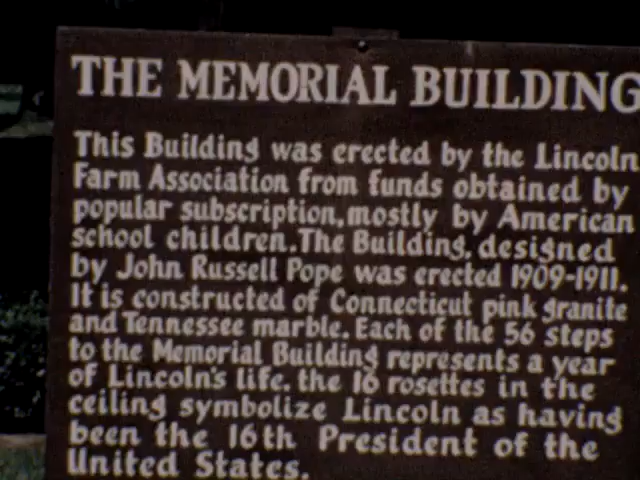 THE MEMORIAL BUILDING
This Building was erected by the Lincoln
Farm Association from funds obtained by
popular subscription, mostly by American
school children. The Building, designed
by John Russell Pope was erected 1909-1911.
It is constructed of Connecticut pink granite
and Tennessee marble. Each of the 56 steps
to the Memorial Building represents a year
of Lincoln's life. the 16 rosettes in the
ceiling symbolize Lincoln as having
been the 16th President of the
United States.